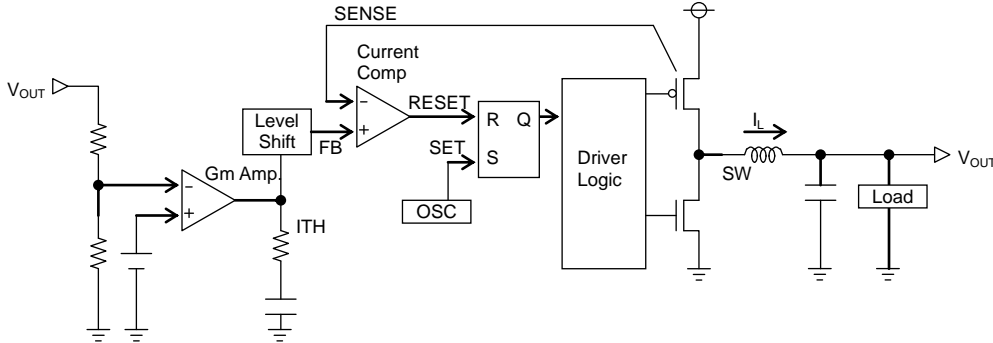 SENSE
Current
Comp
VOUT
Level
Shift
FB
RESET
R Q
SET
S
Driver
Logic
IL
SW
VOUT
Gm Amp.
OSC
Load
ITH